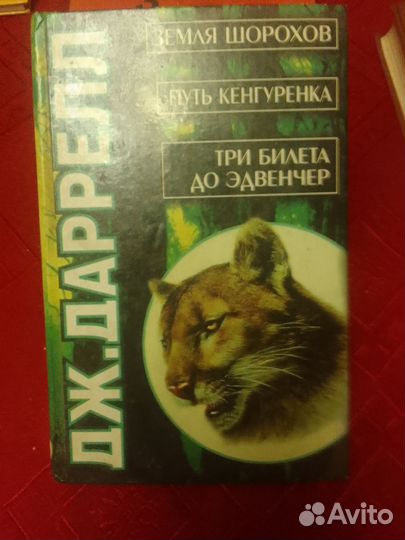 ДЖ. ДАРРЕЛЛ
ЗЕМЛЯ ШОРОХОВ
ПУТЬ КЕНГУРЕНКА
ТРИ БИЛЕТА
ДО ЭДВЕНЧЕР
Avito